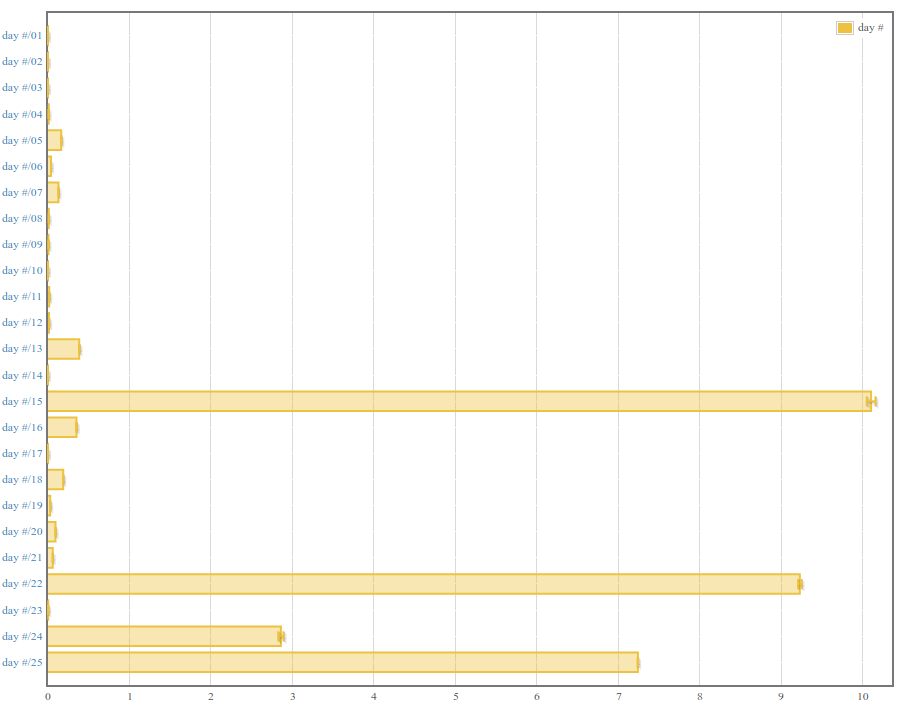 day #
day #/01
day #/02
day #/03
day #/04
day #/05
day #/06
day #/07
day #/08
day #/09
day #/10
day #/11
day #/12
day #/13
day #/14
day #/15
day #/16
day #/17
day #/18
day #/19
day #/20
day #/21
day #/22
day #/23
day #/24
day #/25
0 1 2 3 4 5 6 7 8 9 10